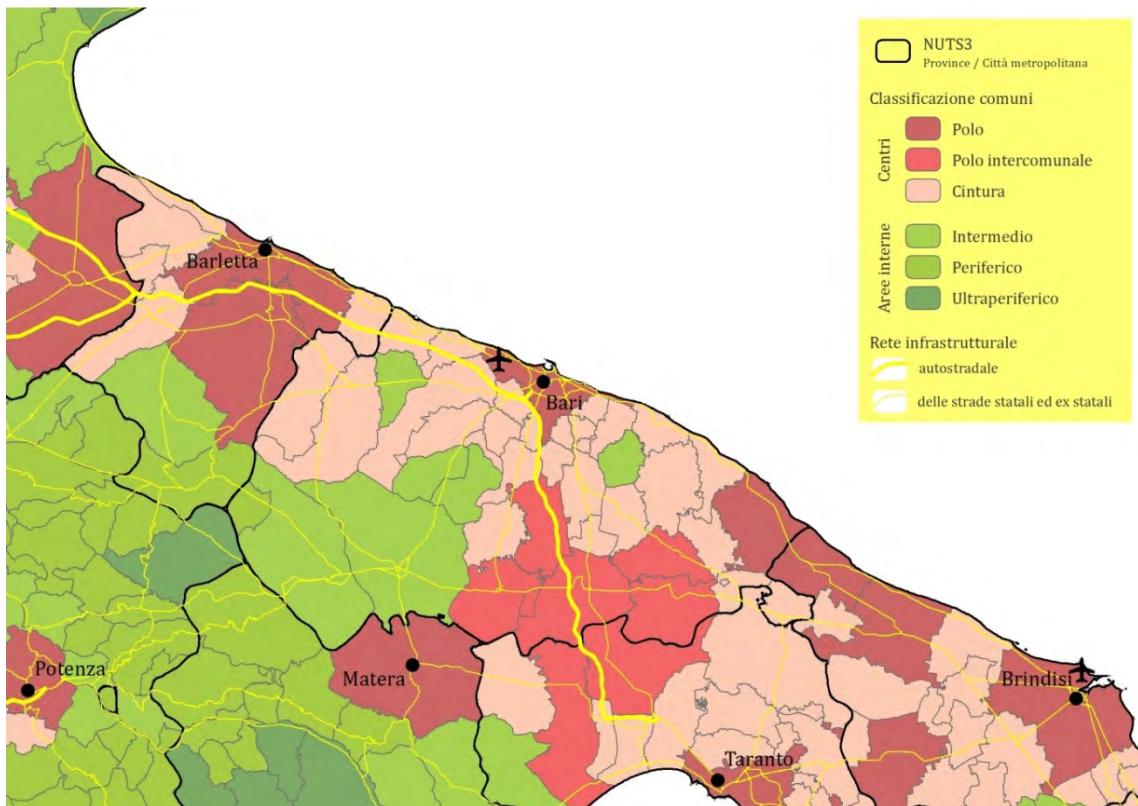 NUTS3
Province / Città metropolitana
Classificazione comuni
Centri
Polo
Polo intercomunale
Cintura
Aree interne
Intermedio
Periferico
Ultraperiferico
Rete infrastrutturale
autostradale
delle strade statali ed ex statali
Barletta
Bari
Potenza
Matera
Brindisi
Taranto